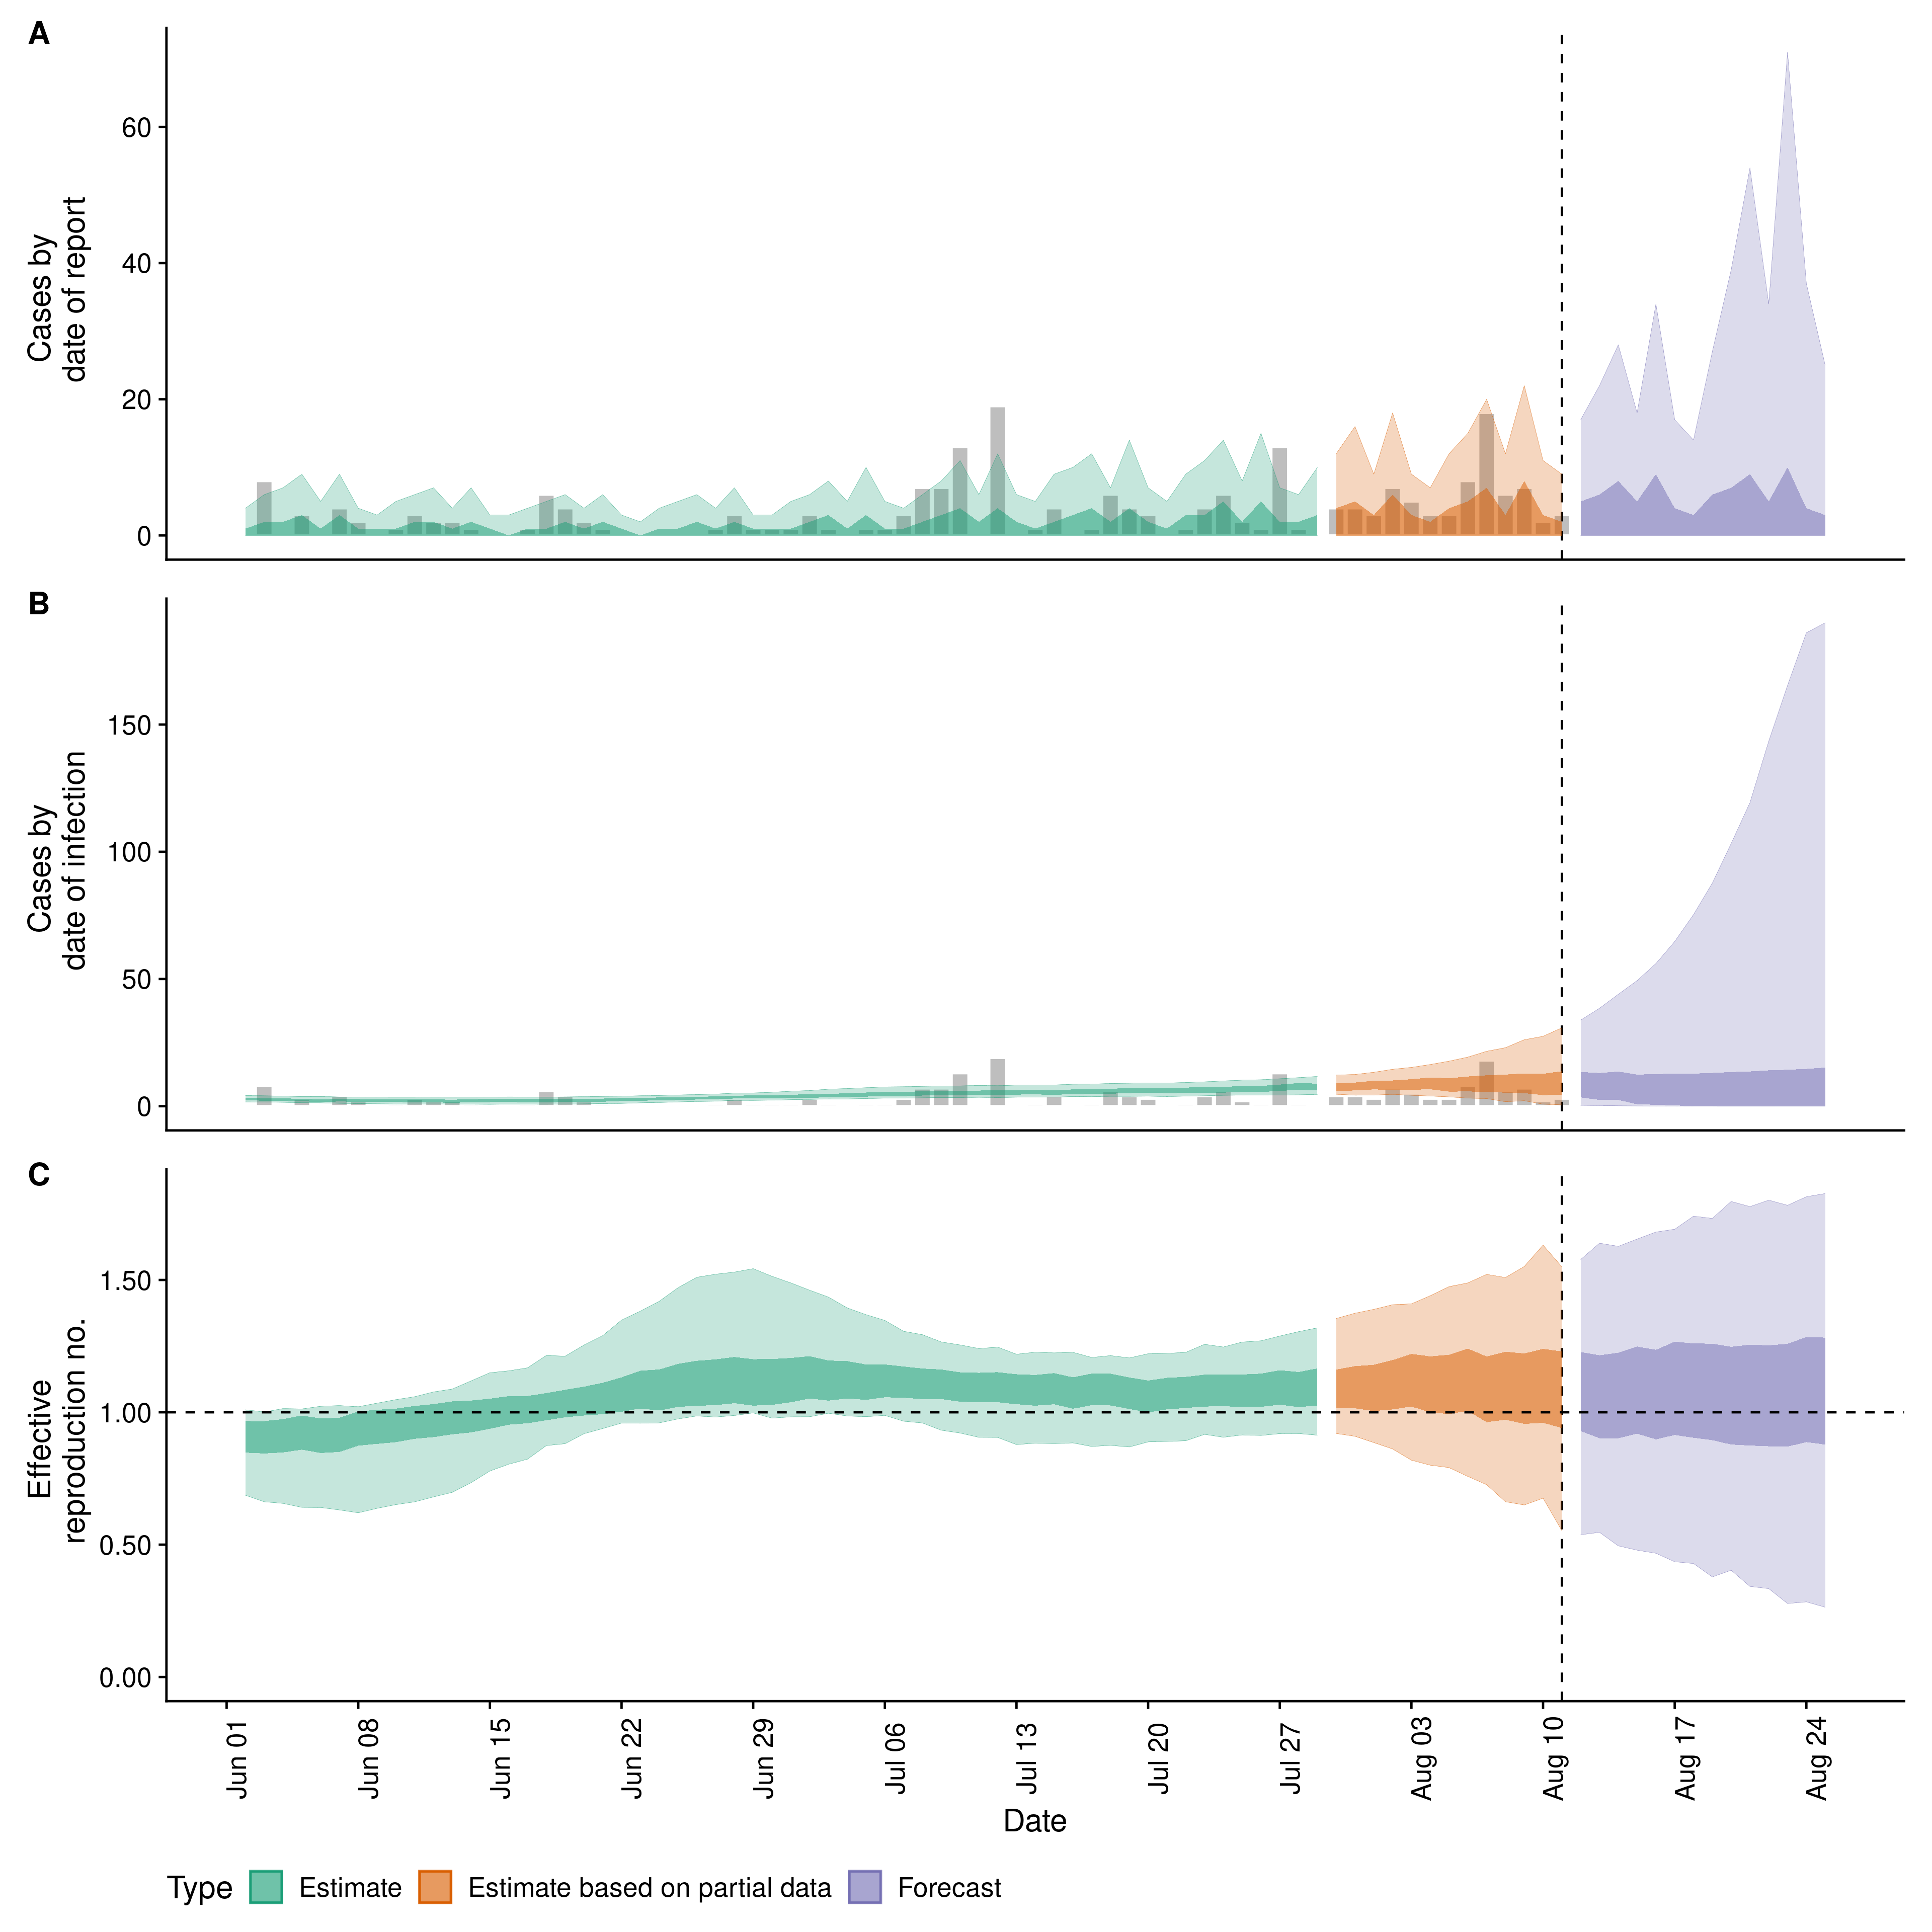 A
Cases by
date of report
60
40
20
0
B
Cases by
date of infection
150
100
50
0
C
Effective
reproduction no.
1.50
1.00
0.50
0.00
Jun 01
Jun 08
Jun 15
Jun 22
Jun 29
Jul 06
Jul 13
Jul 20
Jul 27
Aug 03
Aug 10
Aug 17
Aug 24
Date
Type Estimate Estimate based on partial data Forecast